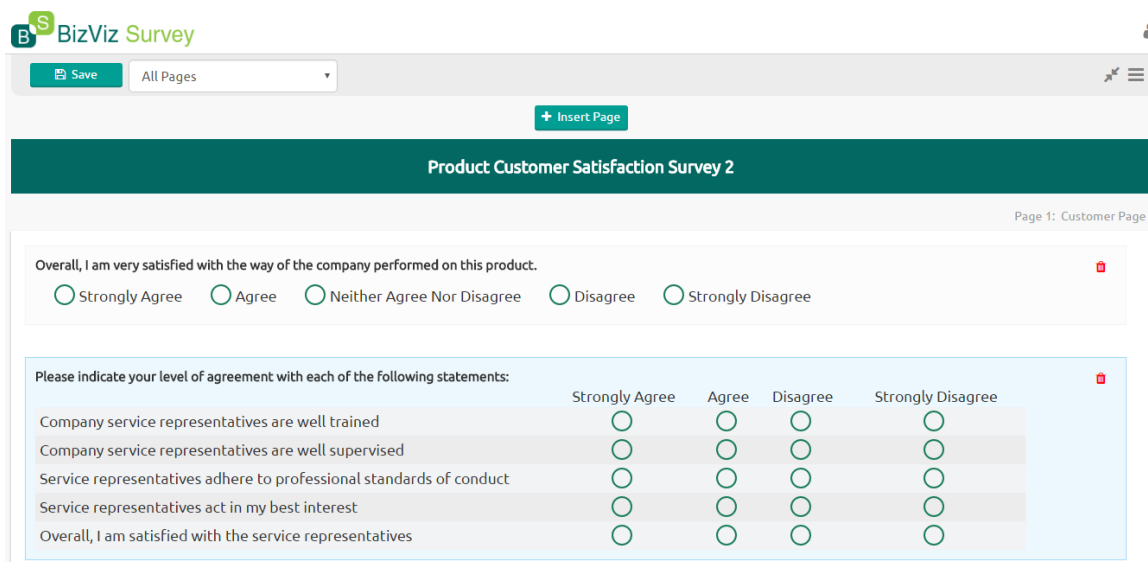 BS BizViz Survey
Save All Pages
Insert Page
Product Customer Satisfaction Survey 2
Page 1: Customer Page
Overall, I am very satisfied with the way of the company performed on this product.
Strongly Agree Agree Neither Agree Nor Disagree Disagree Strongly Disagree
Please indicate your level of agreement with each of the following statements:
Strongly Agree Agree Disagree Strongly Disagree
Company service representatives are well trained
Company service representatives are well supervised
Service representatives adhere to professional standards of conduct
Service representatives act in my best interest
Overall, I am satisfied with the service representatives